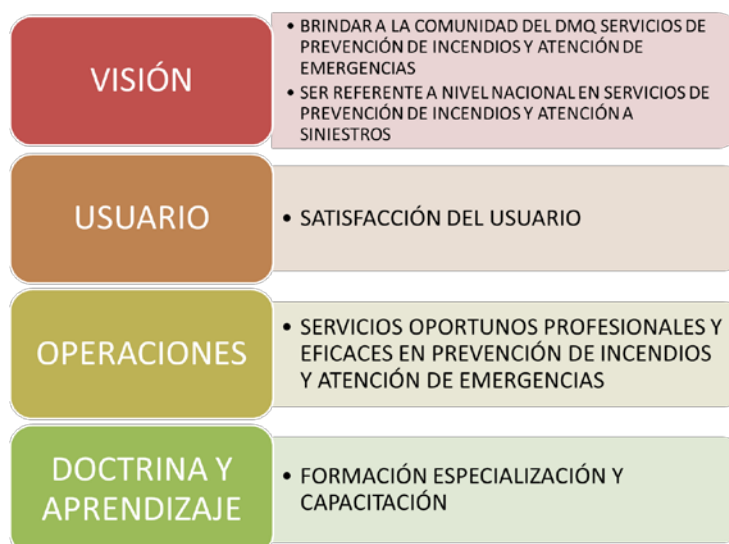 VISIÓN
• BRINDAR A LA COMUNIDAD DEL DMQ SERVICIOS DE
PREVENCIÓN DE INCENDIOS Y ATENCIÓN DE
EMERGENCIAS
• SER REFERENTE A NIVEL NACIONAL EN SERVICIOS DE
PREVENCIÓN DE INCENDIOS Y ATENCIÓN A
SINIESTROS
USUARIO
• SATISFACCIÓN DEL USUARIO
OPERACIONES
• SERVICIOS OPORTUNOS PROFESIONALES Y
EFICACES EN PREVENCIÓN DE INCENDIOS
Y ATENCIÓN DE EMERGENCIAS
DOCTRINA Y
APRENDIZAJE
• FORMACIÓN ESPECIALIZACIÓN Y
CAPACITACIÓN